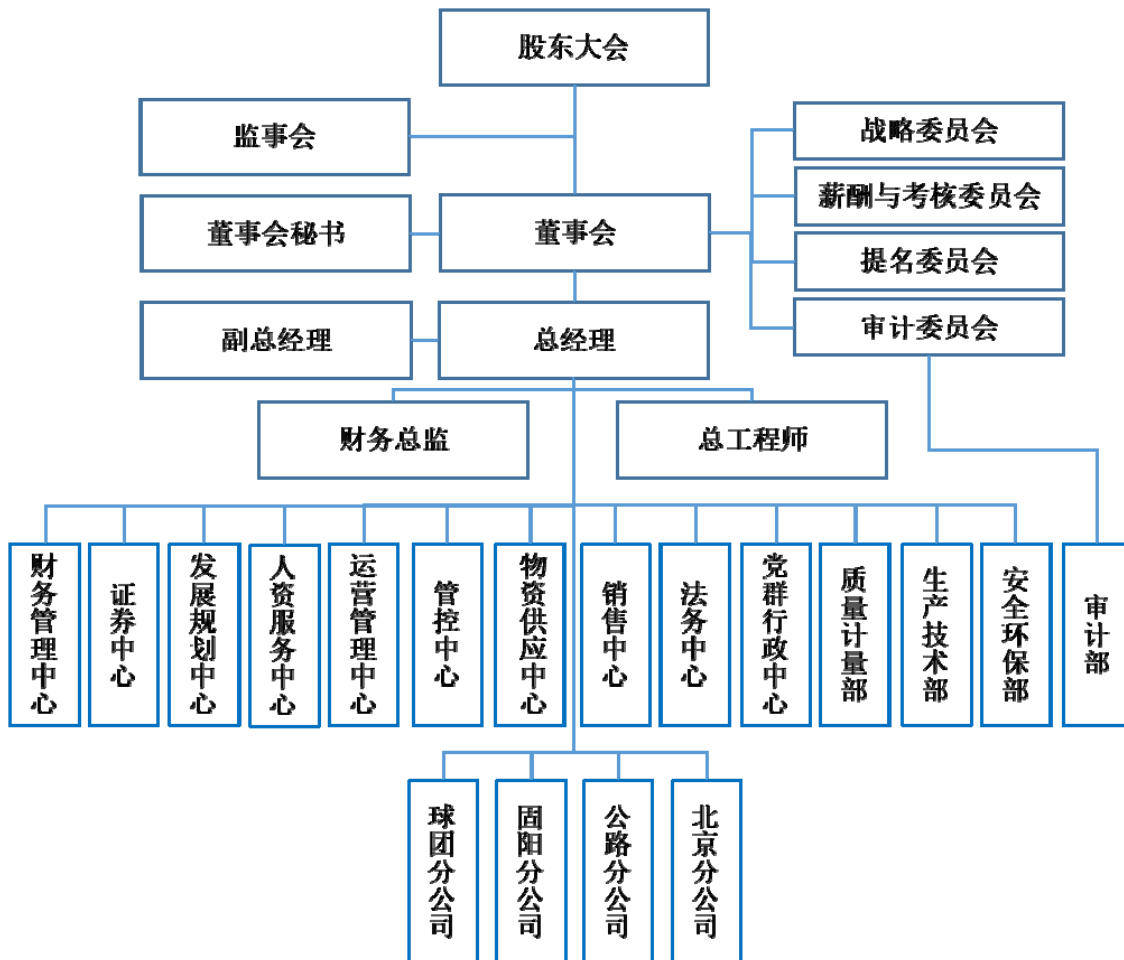 股东大会
监事会
战略委员会
薪酬与考核委员会
董事会秘书
董事会
提名委员会
副总经理
总经理
审计委员会
财务总监
总工程师
财务管理中心
证券中心
发展规划中心
人资服务中心
运营管理中心
管控中心
物资供应中心
销售中心
法务中心
党群行政中心
质量计量部
生产技术部
安全环保部
审计部
球团分公司
固阳分公司
公路分公司
北京分公司